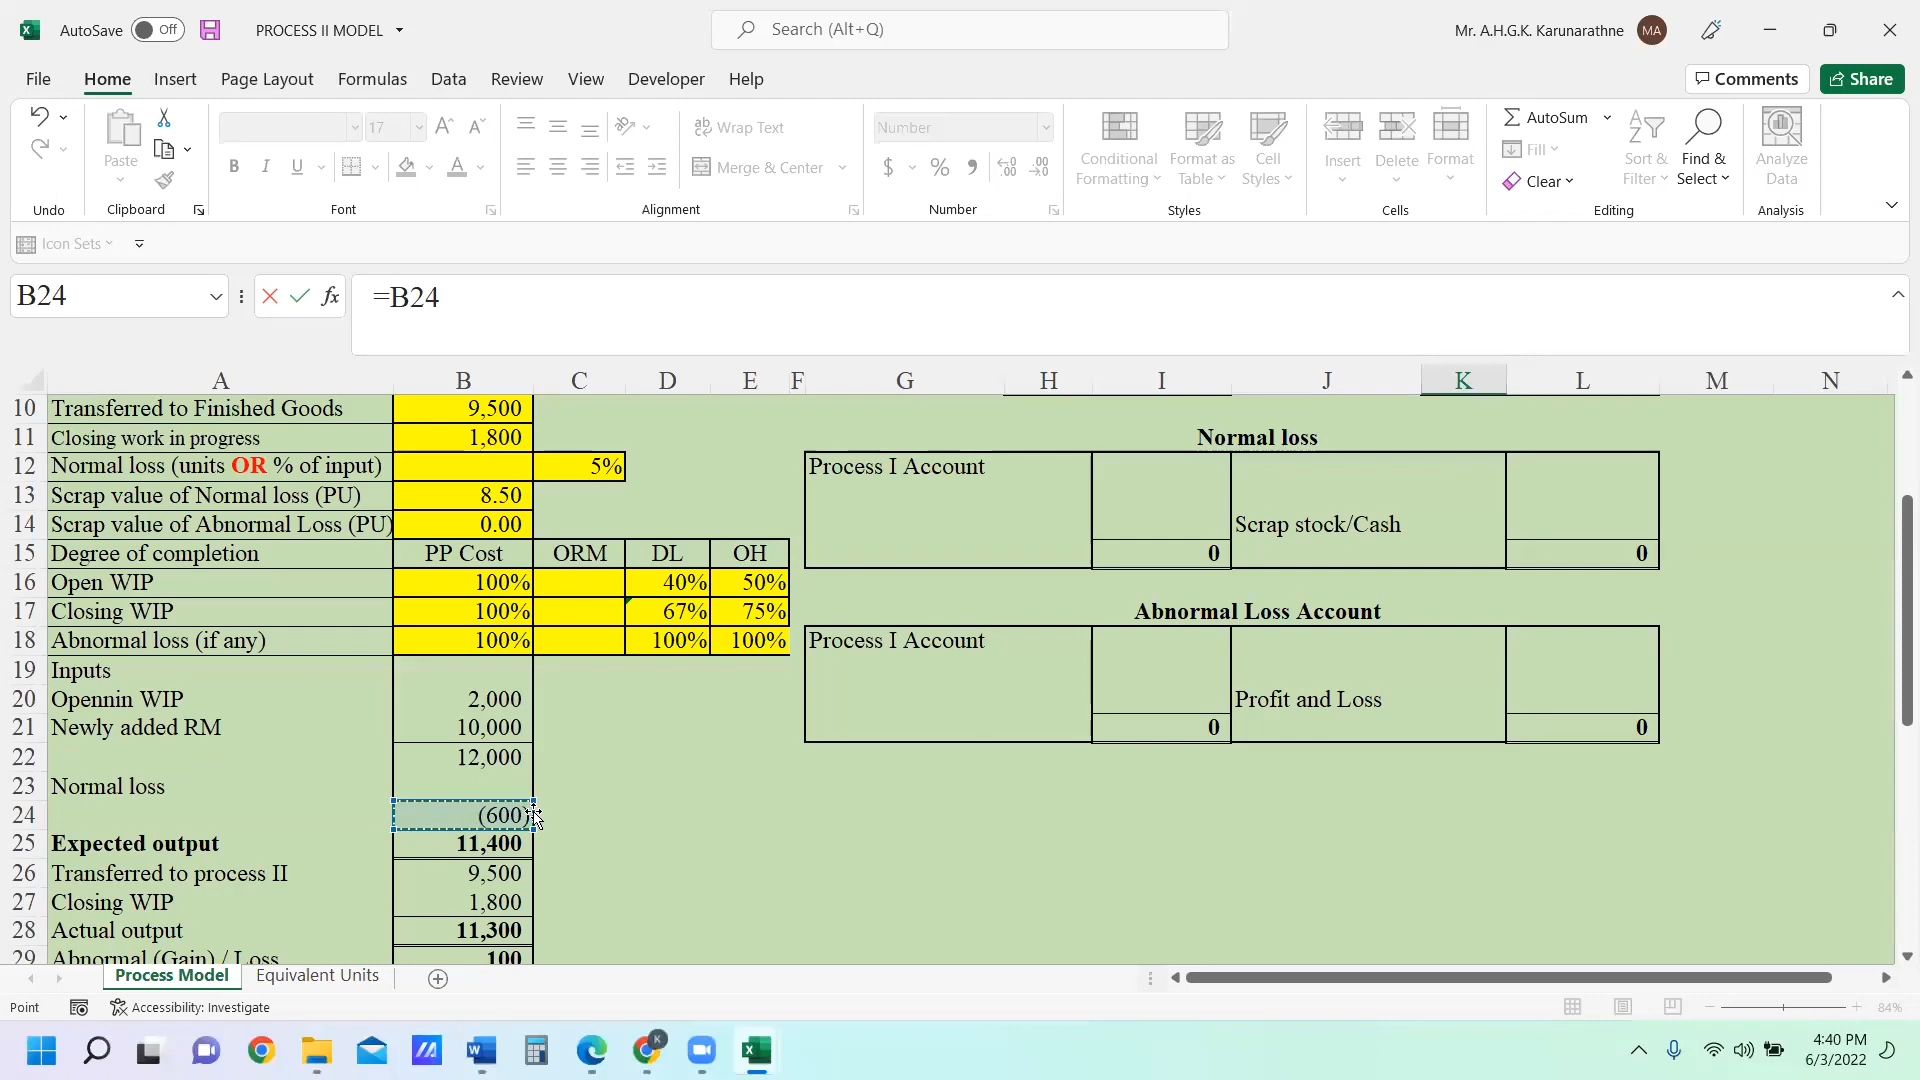 AutoSave Off PROCESS II MODEL Search (Alt+Q) Mr. A.H.G.K. Karunarathne MA
File Home Insert Page Layout Formulas Data Review View Developer Help Comments Share
Paste 17 Wrap Text Number Conditional Formatting Format as Table Cell Styles Insert Delete Format AutoSum Fill Clear Sort & Filter Find & Select Analyze Data
B I U A Merge & Center $ % ,
Undo Clipboard Font Alignment Number Styles Cells Editing Analysis
Icon Sets
B24 fx =B24
A B C D E F G H I J K L M N
10 Transferred to Finished Goods 9,500
11 Closing work in progress 1,800 Normal loss
12 Normal loss (units OR % of input) 5% Process I Account
13 Scrap value of Normal loss (PU) 8.50
14 Scrap value of Abnormal Loss (PU) 0.00 Scrap stock/Cash
15 Degree of completion PP Cost ORM DL OH 0 0
16 Open WIP 100% 40% 50%
17 Closing WIP 100% 67% 75% Abnormal Loss Account
18 Abnormal loss (if any) 100% 100% 100% Process I Account
19 Inputs
20 Opennin WIP 2,000 Profit and Loss
21 Newly added RM 10,000 0 0
22 12,000
23 Normal loss
24 (600)
25 Expected output 11,400
26 Transferred to process II 9,500
27 Closing WIP 1,800
28 Actual output 11,300
29 Abnormal (Gain) / Loss 100
Process Model Equivalent Units
Point Accessibility: Investigate 84%
4:40 PM
6/3/2022